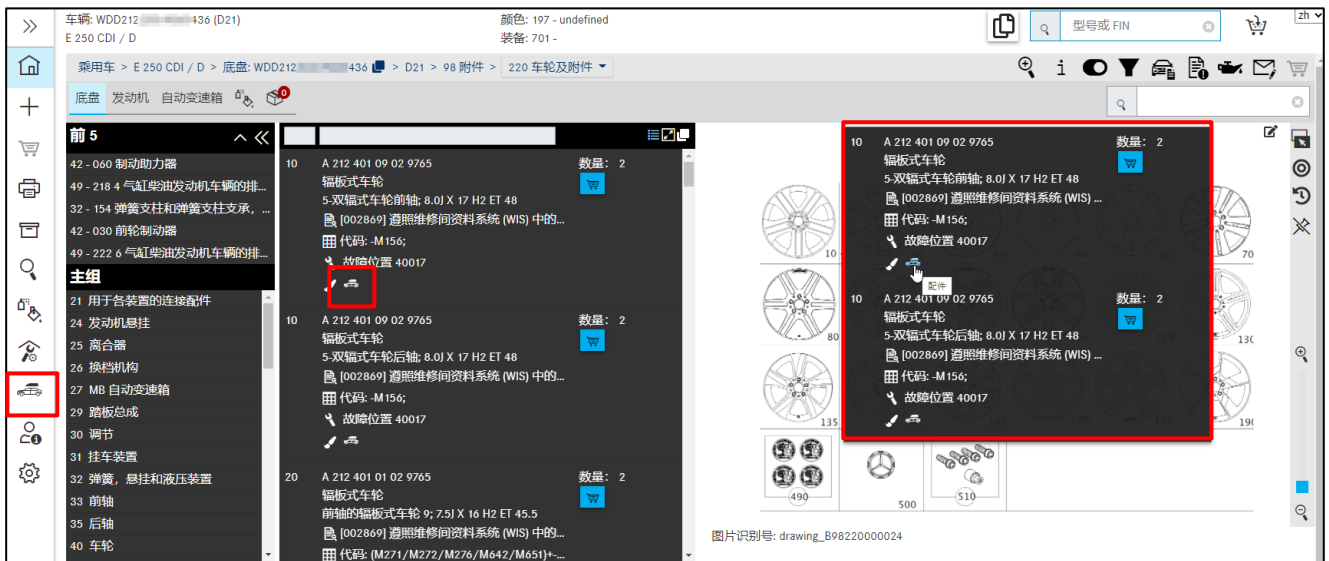 车辆: WDD212 436 (D21)
E 250 CDI / D
颜色: 197 - undefined
装备: 701 -
型号或 FIN
zh
乘用车 > E 250 CDI / D > 底盘: WDD212 436 > D21 > 98 附件 > 220 车轮及附件
底盘 发动机 自动变速箱 0
前 5
42 - 060 制动助力器
49 - 218 4 气缸柴油发动机车辆的排...
32 - 154 弹簧支柱和弹簧支柱支承, ...
42 - 030 前轮制动器
49 - 222 6 气缸柴油发动机车辆的排...
主组
21 用于各装置的连接配件
24 发动机悬挂
25 离合器
26 换档机构
27 MB 自动变速箱
29 踏板总成
30 调节
31 挂车装置
32 弹簧，悬挂和液压装置
33 前轴
35 后轴
40 车轮
10 A 212 401 09 02 9765 数量: 2
辐板式车轮
5-双辐式车轮前轴; 8.0J X 17 H2 ET 48
[002869] 遵照维修间资料系统 (WIS) 中的...
代码: -M156;
故障位置 40017
10 A 212 401 09 02 9765 数量: 2
辐板式车轮
5-双辐式车轮后轴; 8.0J X 17 H2 ET 48
[002869] 遵照维修间资料系统 (WIS) 中的...
代码: -M156;
故障位置 40017
20 A 212 401 01 02 9765 数量: 2
辐板式车轮
前轴的辐板式车轮 9; 7.5J X 16 H2 ET 45.5
[002869] 遵照维修间资料系统 (WIS) 中的...
代码: (M271/M272/M276/M642/M651)+-...
10 A 212 401 09 02 9765 数量: 2
辐板式车轮
5-双辐式车轮前轴; 8.0J X 17 H2 ET 48
[002869] 遵照维修间资料系统 (WIS) ...
代码: -M156;
故障位置 40017
配件
10 A 212 401 09 02 9765 数量: 2
辐板式车轮
5-双辐式车轮后轴; 8.0J X 17 H2 ET 48
[002869] 遵照维修间资料系统 (WIS) ...
代码: -M156;
故障位置 40017
10
70
80
130
135
190
490
500
510
图片识别号: drawing_B98220000024